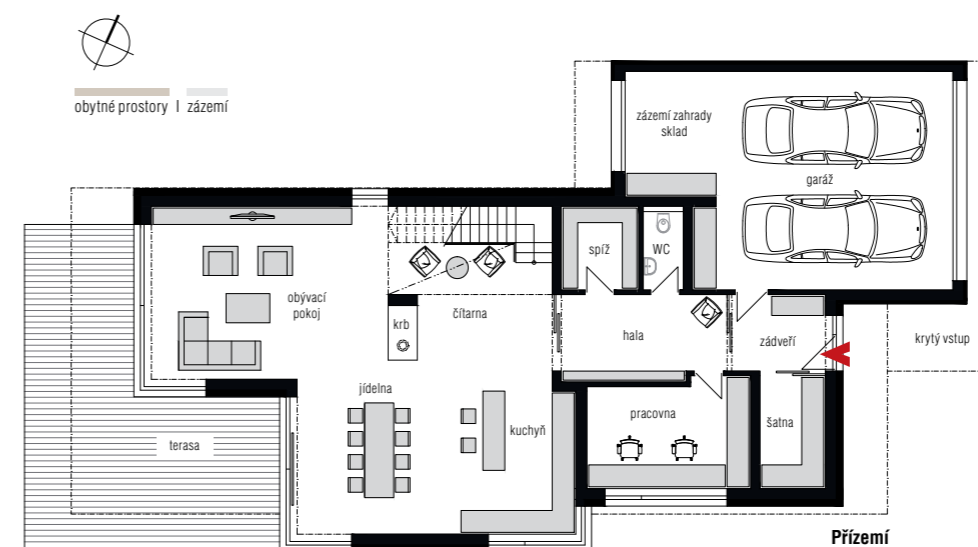 obytné prostory I zázemí
zázemí zahrady
sklad
garáž
spíž
WC
obývací
pokoj
krb
čítarna
hala
zádveří
krytý vstup
jídelna
kuchyň
pracovna
šatna
terasa
Přízemí